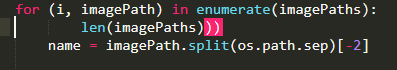 for (i, imagePath) in enumerate(imagePaths):
len(imagePaths)))
name = imagePath.split(os.path.sep)[-2]